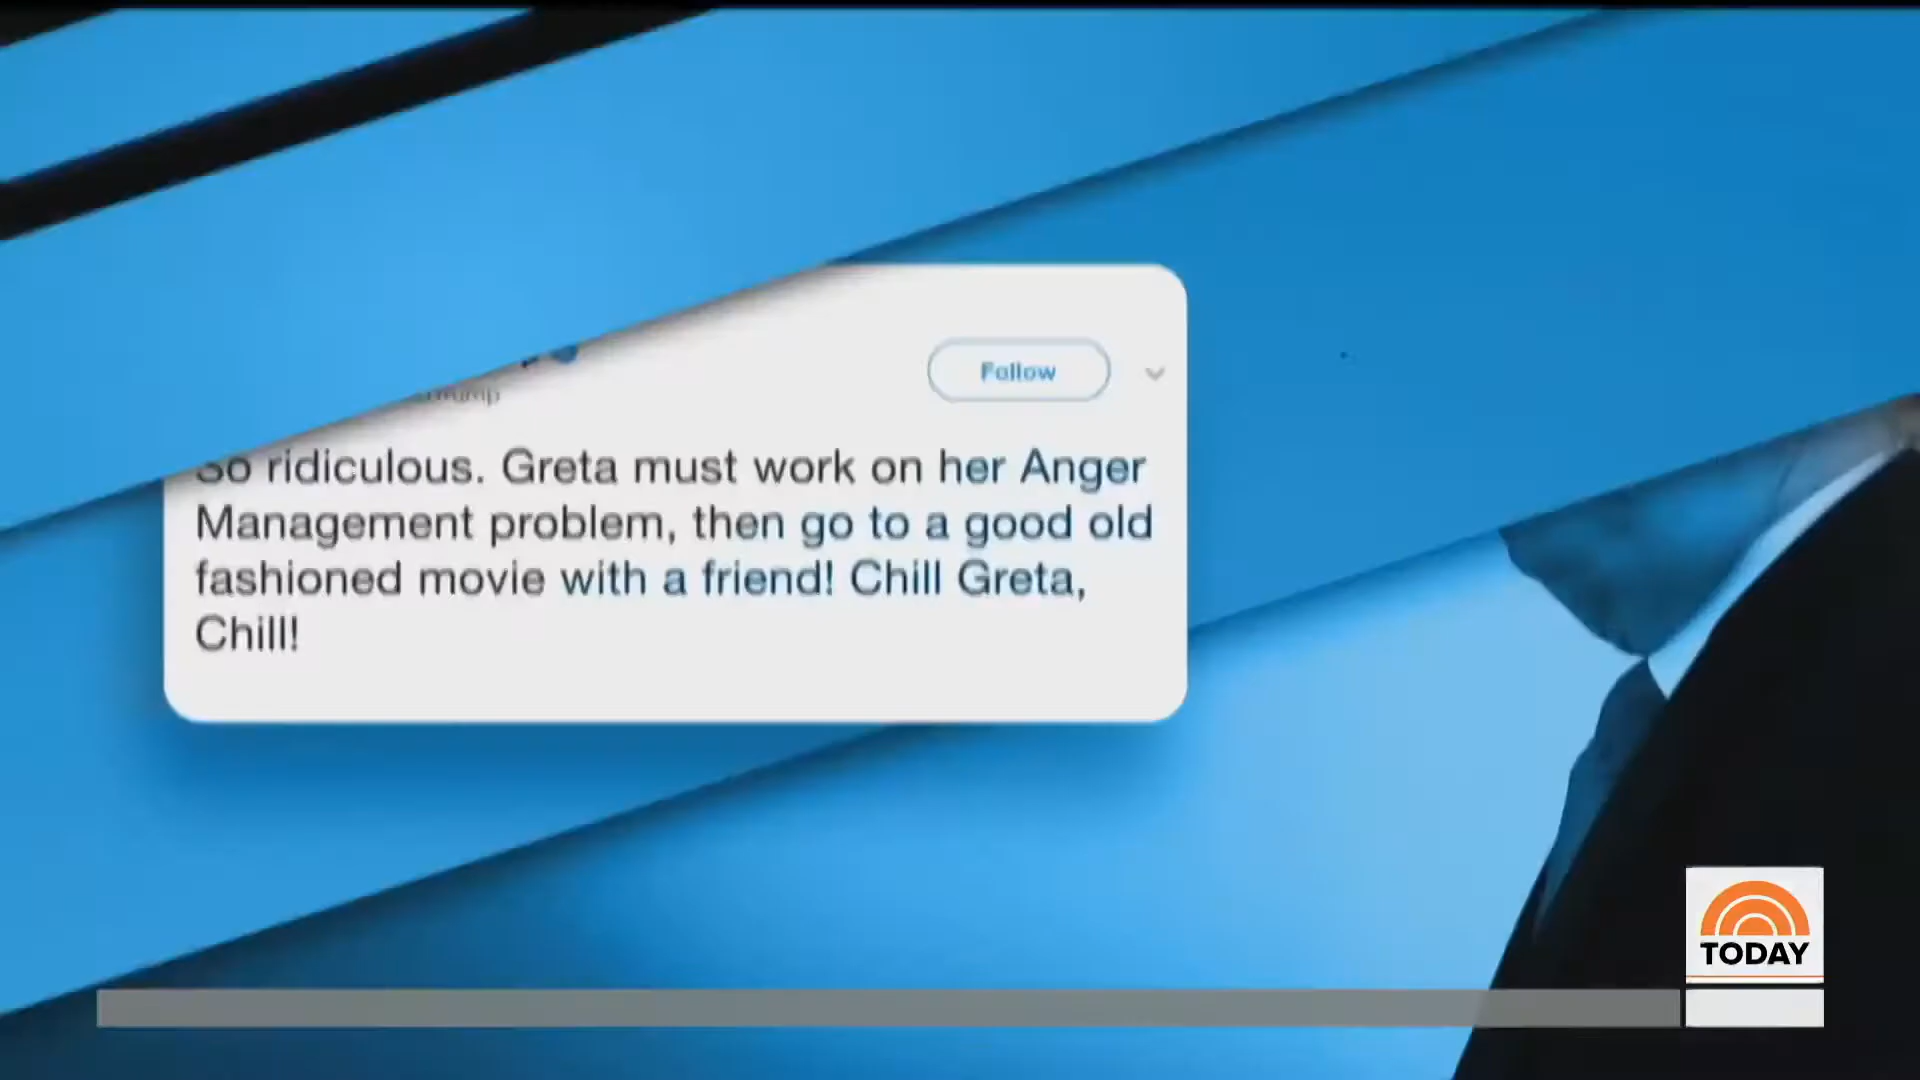 Follow
So ridiculous. Greta must work on her Anger
Management problem, then go to a good old
fashioned movie with a friend! Chill Greta,
Chill!
TODAY